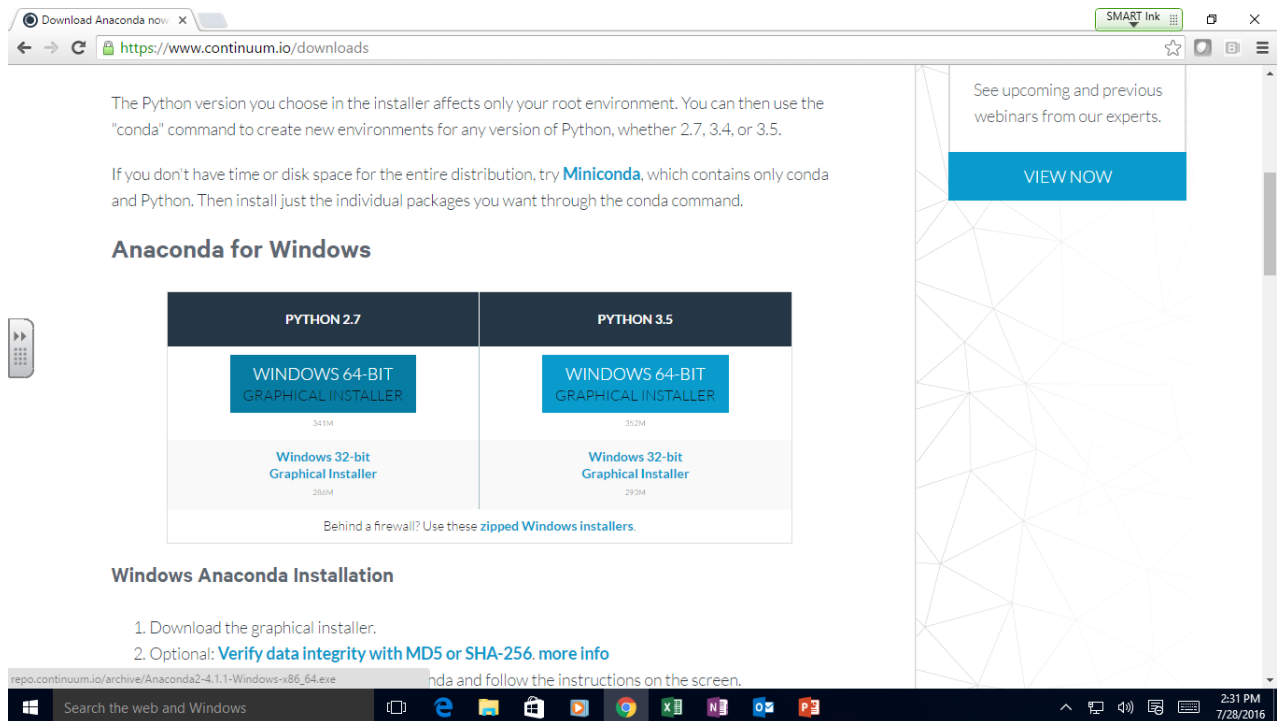 Download Anaconda now
SMART Ink
https://www.continuum.io/downloads
The Python version you choose in the installer affects only your root environment. You can then use the
"conda" command to create new environments for any version of Python, whether 2.7, 3.4, or 3.5.
If you don't have time or disk space for the entire distribution, try Miniconda, which contains only conda
and Python. Then install just the individual packages you want through the conda command.
See upcoming and previous
webinars from our experts.
VIEW NOW
Anaconda for Windows
PYTHON 2.7
PYTHON 3.5
WINDOWS 64-BIT
GRAPHICAL INSTALLER
341M
WINDOWS 64-BIT
GRAPHICAL INSTALLER
352M
Windows 32-bit
Graphical Installer
286M
Windows 32-bit
Graphical Installer
293M
Behind a firewall? Use these zipped Windows installers.
Windows Anaconda Installation
1. Download the graphical installer.
2. Optional: Verify data integrity with MD5 or SHA-256. more info
nda and follow the instructions on the screen.
repo.continuum.io/archive/Anaconda2-4.1.1-Windows-x86_64.exe
Search the web and Windows
2:31 PM
7/28/2016